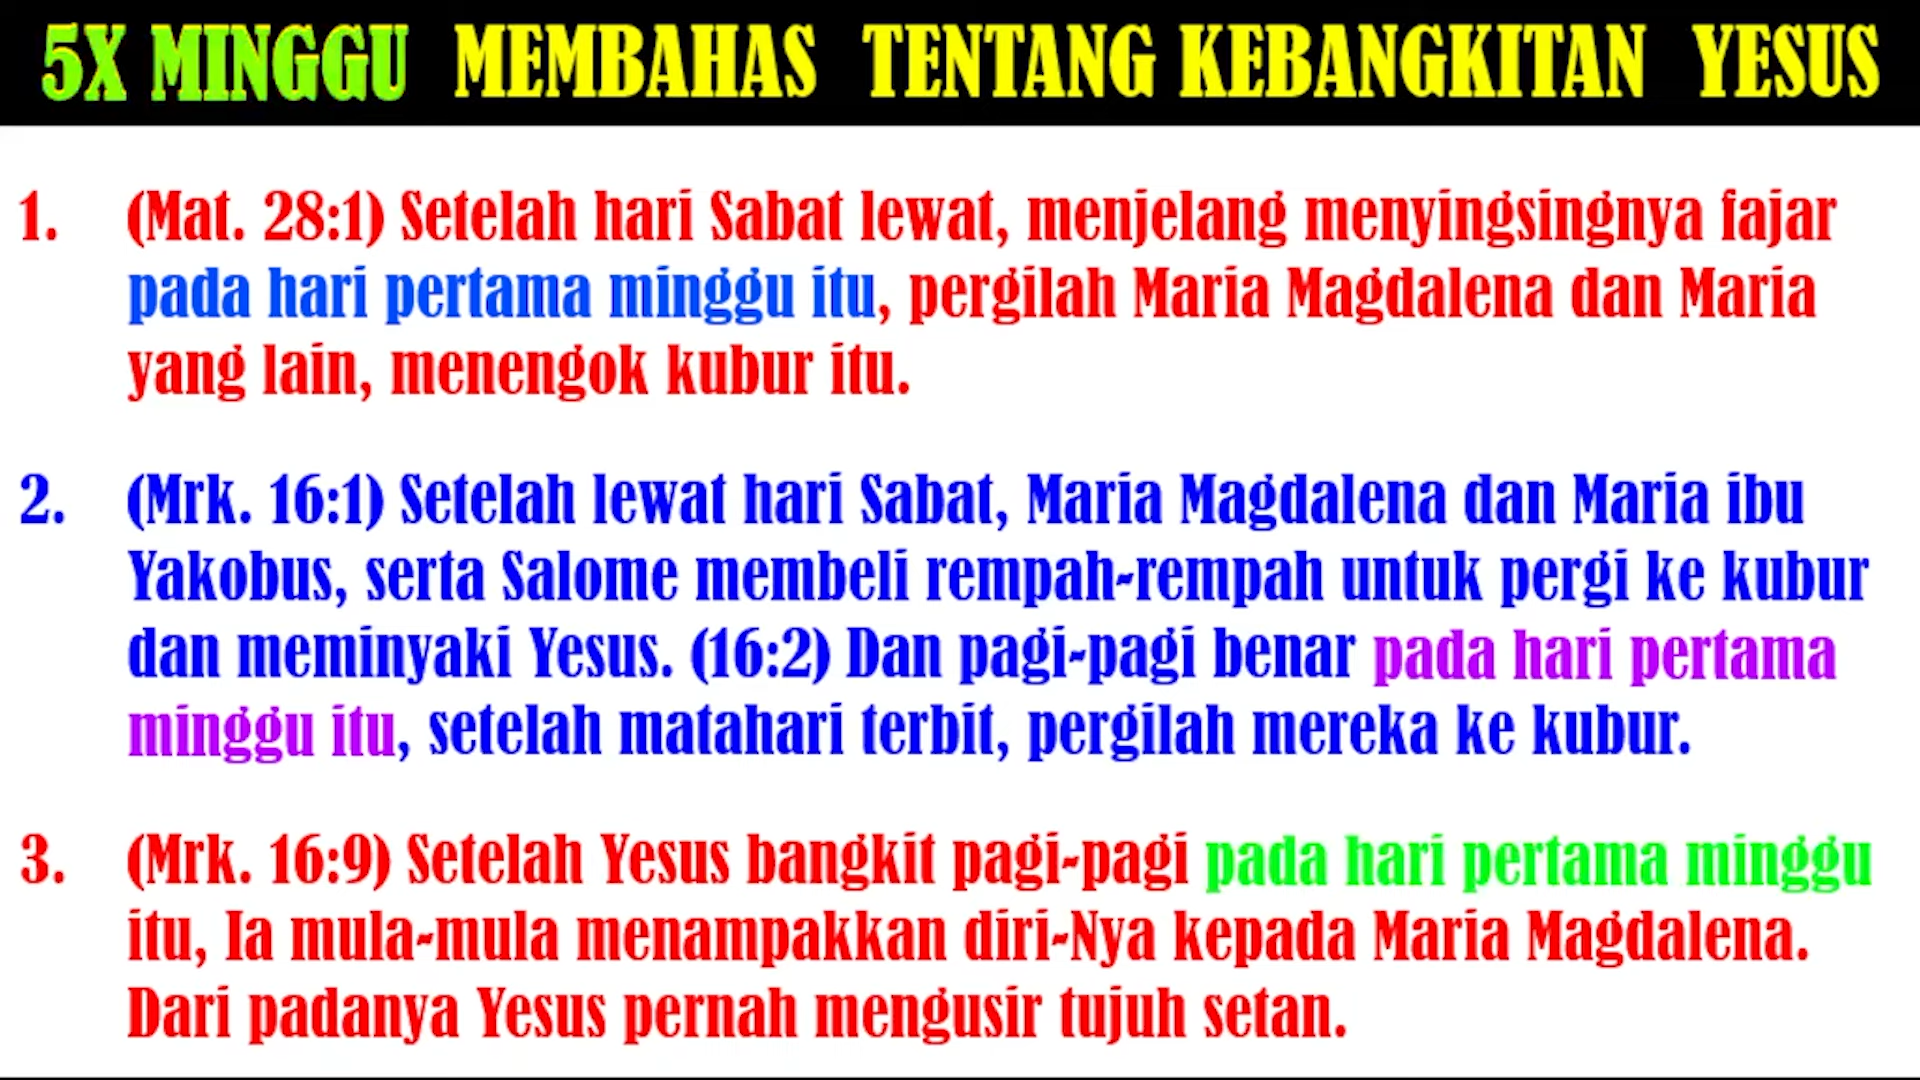 5X MINGGU MEMBAHAS TENTANG KEBANGKITAN YESUS
1. (Mat. 28:1) Setelah hari Sabat lewat, menjelang menyingsingnya fajar
pada hari pertama minggu itu, pergilah Maria Magdalena dan Maria
yang lain, menengok kubur itu.
2. (Mrk. 16:1) Setelah lewat hari Sabat, Maria Magdalena dan Maria ibu
Yakobus, serta Salome membeli rempah-rempah untuk pergi ke kubur
dan meminyaki Yesus. (16:2) Dan pagi-pagi benar pada hari pertama
minggu itu, setelah matahari terbit, pergilah mereka ke kubur.
3. (Mrk. 16:9) Setelah Yesus bangkit pagi-pagi pada hari pertama minggu
itu, Ia mula-mula menampakkan diri-Nya kepada Maria Magdalena.
Dari padanya Yesus pernah mengusir tujuh setan.